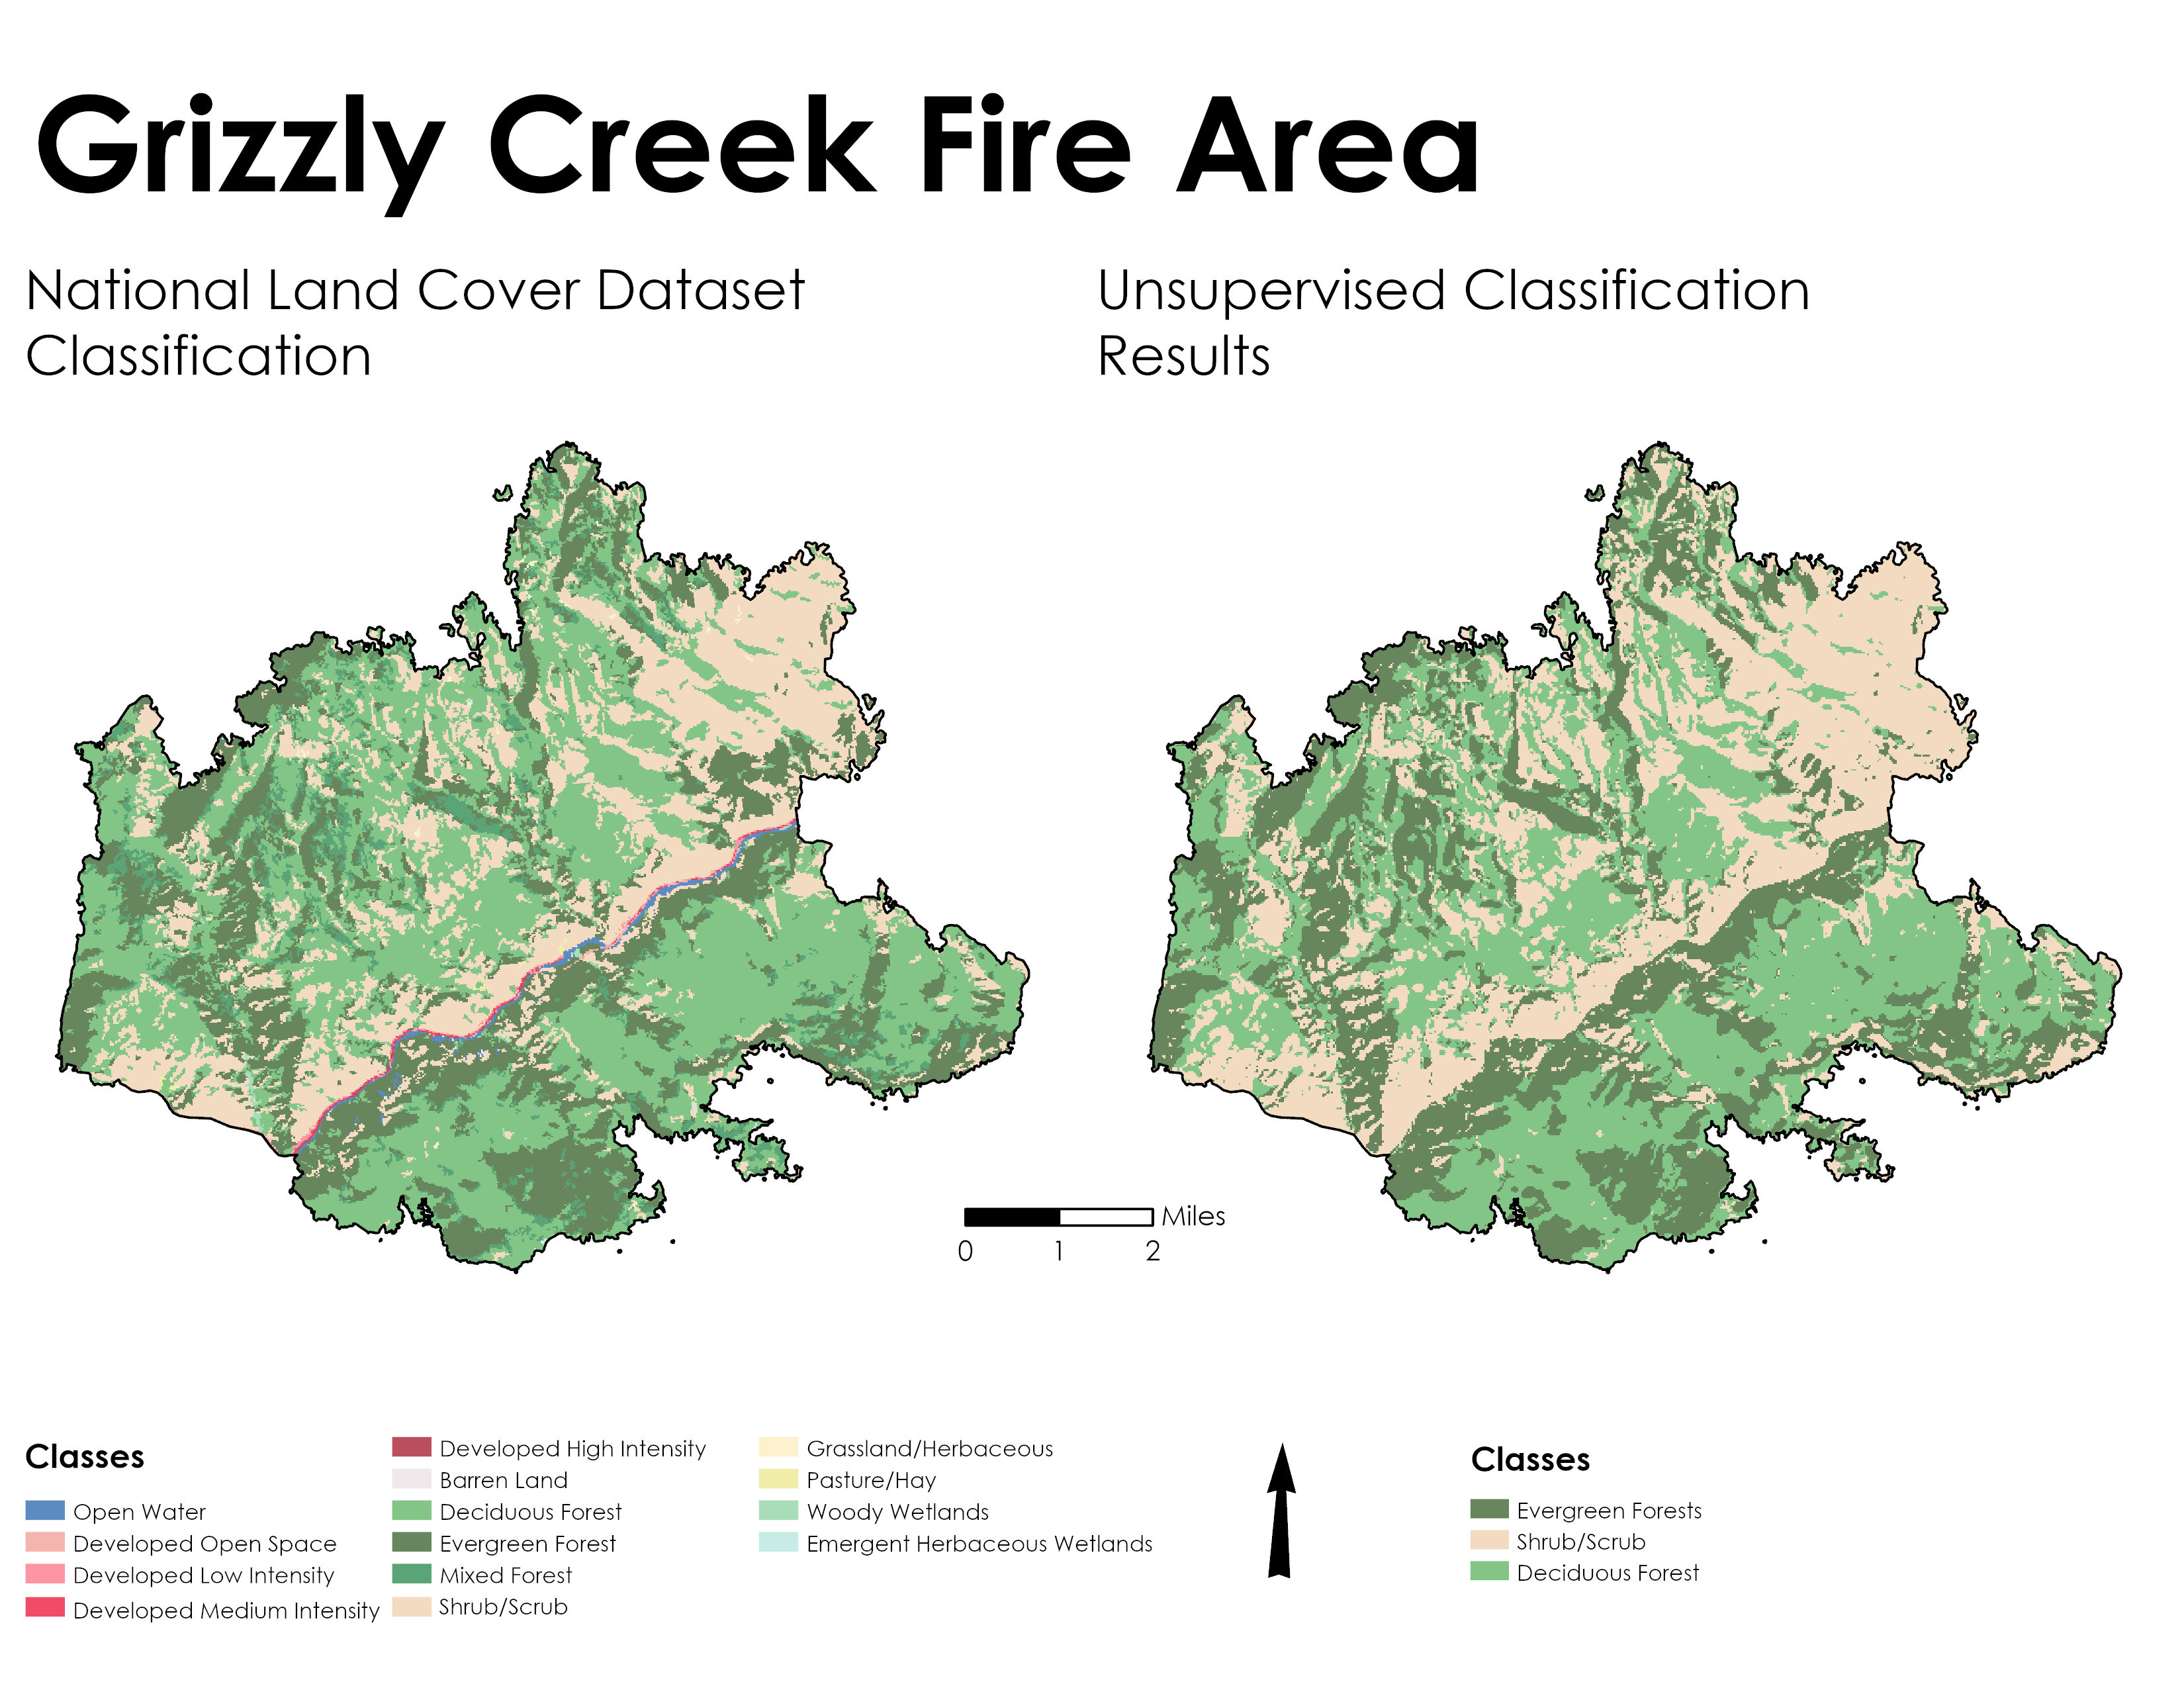 Grizzly Creek Fire Area
National Land Cover Dataset
Classification
Unsupervised Classification
Results
Miles
0 1 2
Classes
Open Water
Developed Open Space
Developed Low Intensity
Developed Medium Intensity
Developed High Intensity
Barren Land
Deciduous Forest
Evergreen Forest
Mixed Forest
Shrub/Scrub
Grassland/Herbaceous
Pasture/Hay
Woody Wetlands
Emergent Herbaceous Wetlands
Classes
Evergreen Forests
Shrub/Scrub
Deciduous Forest